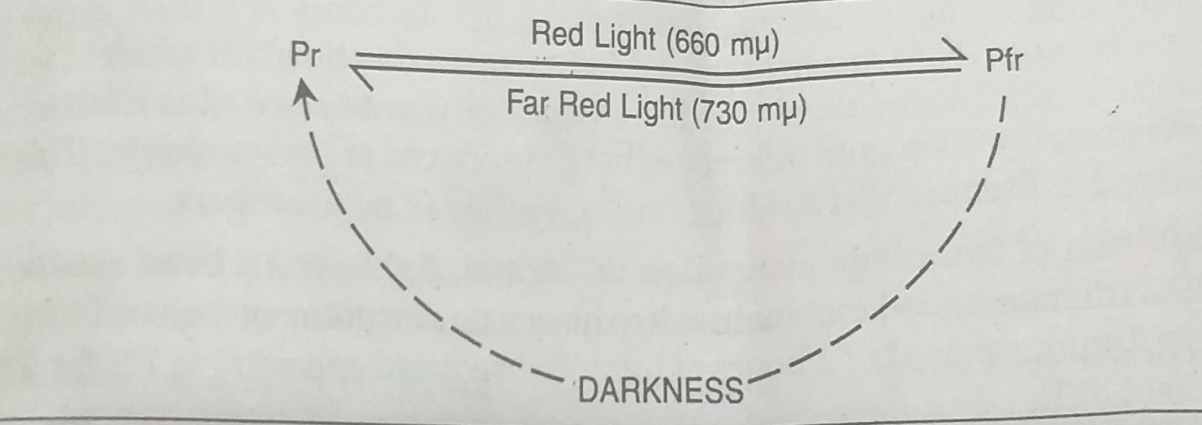 Red Light (660 mμ)
Pr Pfr
Far Red Light (730 mμ)
DARKNESS